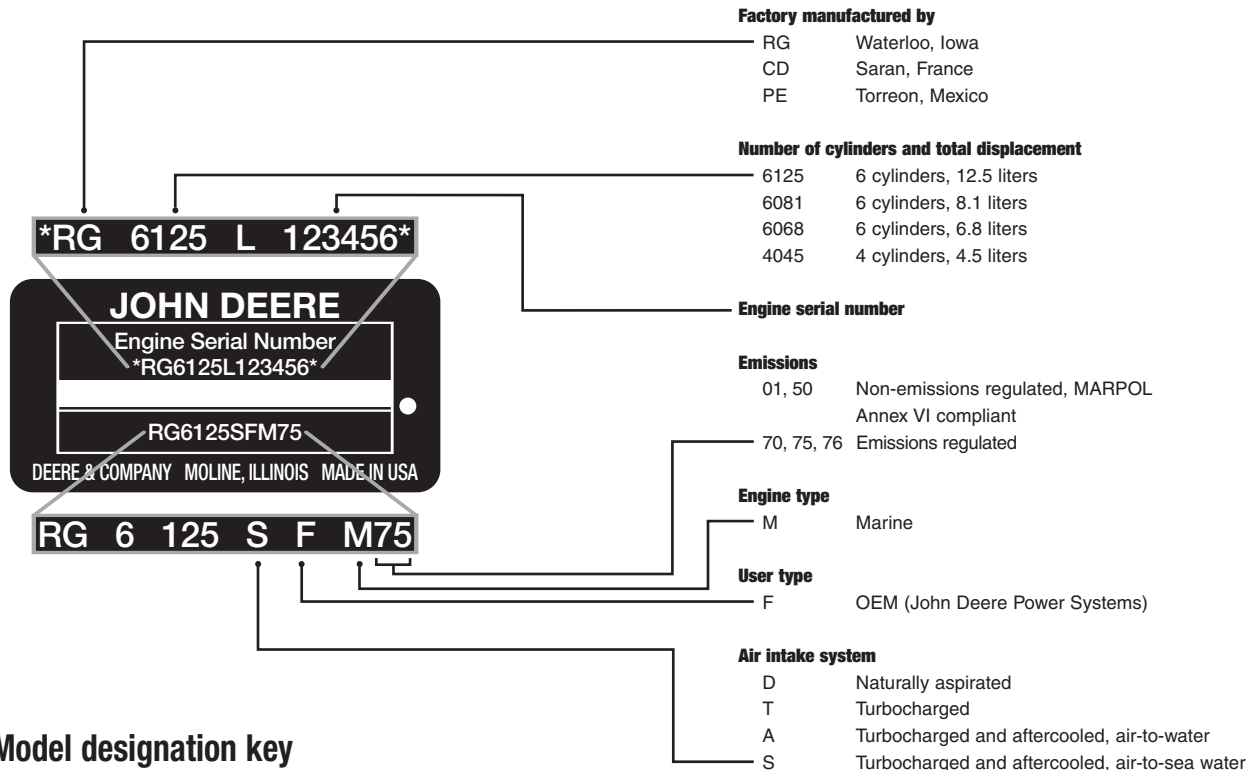 Factory manufactured by
RG Waterloo, Iowa
CD Saran, France
PE Torreon, Mexico
Number of cylinders and total displacement
6125 6 cylinders, 12.5 liters
6081 6 cylinders, 8.1 liters
6068 6 cylinders, 6.8 liters
4045 4 cylinders, 4.5 liters
*RG 6125 L 123456*
JOHN DEERE
Engine Serial Number
*RG6125L123456*
RG6125SFM75
DEERE & COMPANY MOLINE, ILLINOIS MADE IN USA
RG 6 125 S F M75
Engine serial number
Emissions
01, 50 Non-emissions regulated, MARPOL
Annex VI compliant
70, 75, 76 Emissions regulated
Engine type
M Marine
User type
F OEM (John Deere Power Systems)
Air intake system
D Naturally aspirated
T Turbocharged
A Turbocharged and aftercooled, air-to-water
S Turbocharged and aftercooled, air-to-sea water
Model designation key